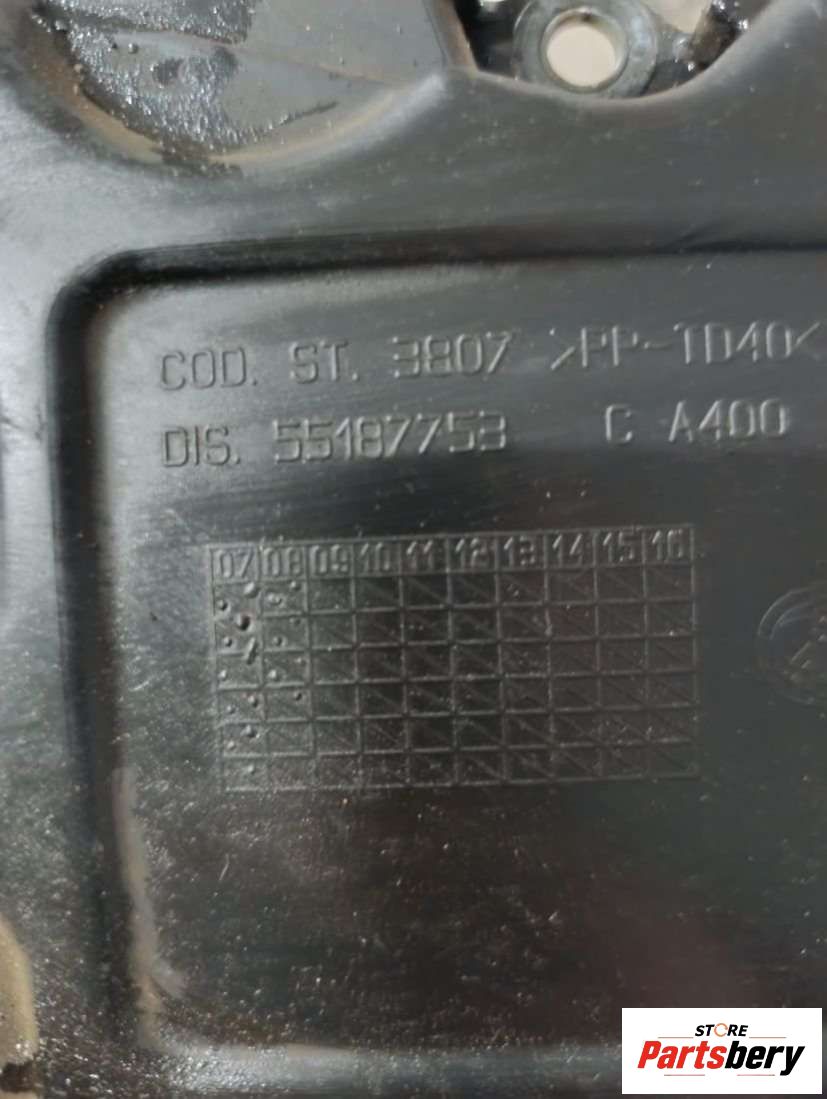 COD. ST. 3807 >PP-TD40<
DIS. 55187753 C A400
07 08 09 10 11 12 13 14 15 16
STORE
Partsbery